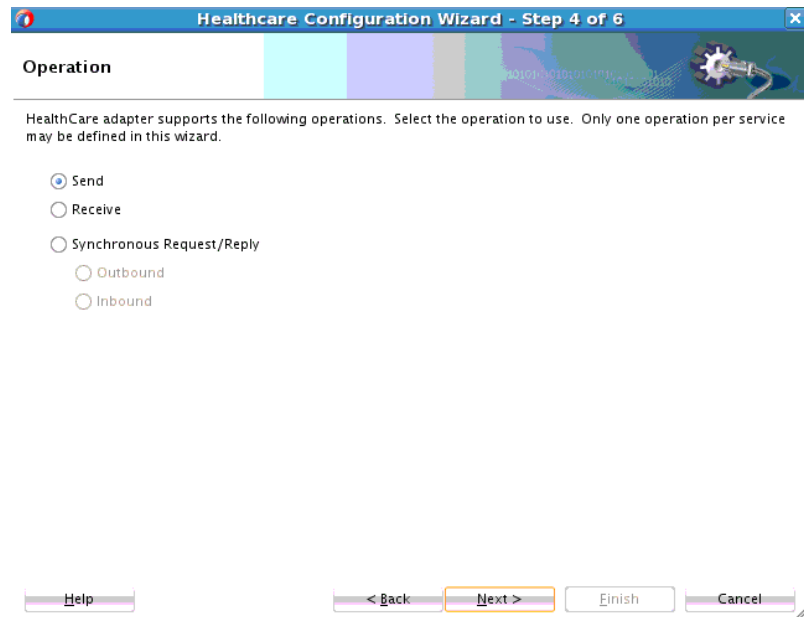 Healthcare Configuration Wizard - Step 4 of 6
Operation
HealthCare adapter supports the following operations. Select the operation to use. Only one operation per service
may be defined in this wizard.
Send
Receive
Synchronous Request/Reply
Outbound
Inbound
Help
< Back
Next >
Finish
Cancel